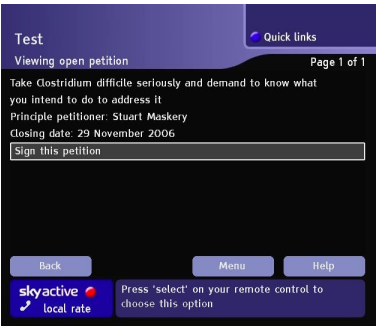 Test
Quick links
Viewing open petition
Page 1 of 1
Take Clostridium difficile seriously and demand to know what
you intend to do to address it
Principle petitioner: Stuart Maskery
Closing date: 29 November 2006
Sign this petition
Back
Menu
Help
skyactive
local rate
Press 'select' on your remote control to
choose this option